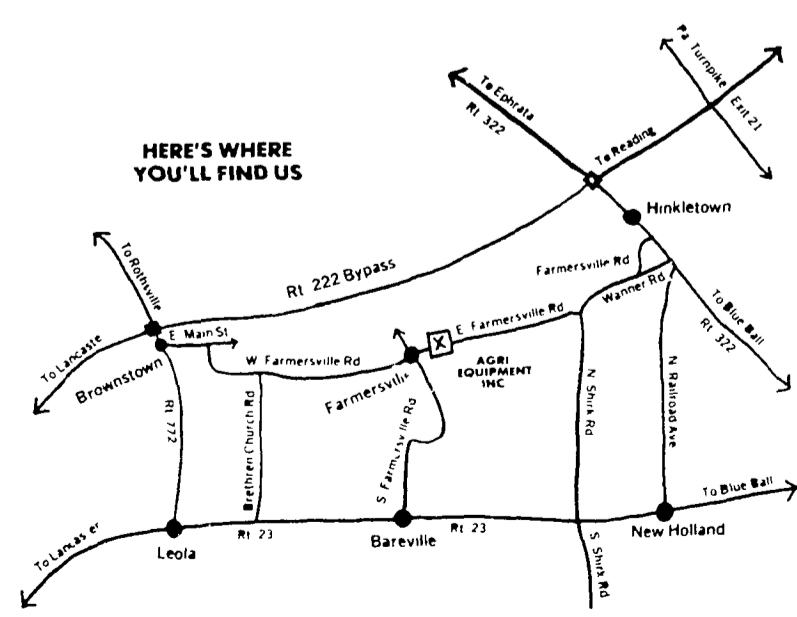 HERE'S WHERE
YOU'LL FIND US
To Ephrata
Rt 322
Pa Turnpike
Exit 21
To Reading
Hinkletown
Farmersville Rd
Wanner Rd
To Blue Ball
Rt 322
To Rothsville
Rt 222 Bypass
To Lancaste
E Main St
Brownstown
W Farmersville Rd
E Farmersville Rd
X
AGRI
EQUIPMENT
INC
Farmersvill
Rt 772
Brethren Church Rd
S Farmersville Rd
N Shirk Rd
N Railroad Ave
To Blue Ball
To Lancas er
Leola
Rt 23
Bareville
Rt 23
New Holland
S Shirk Rd